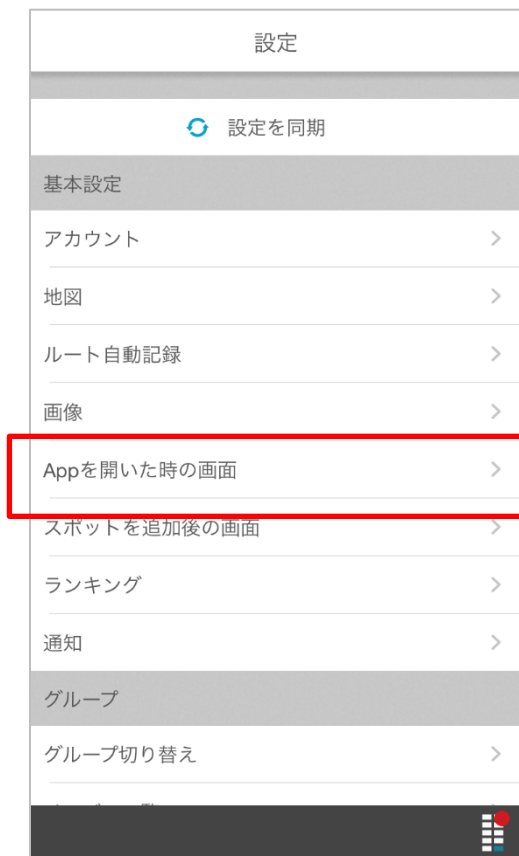 設定
設定を同期
基本設定
アカウント
地図
ルート自動記録
画像
Appを開いた時の画面
スポットを追加後の画面
ランキング
通知
グループ
グループ切り替え